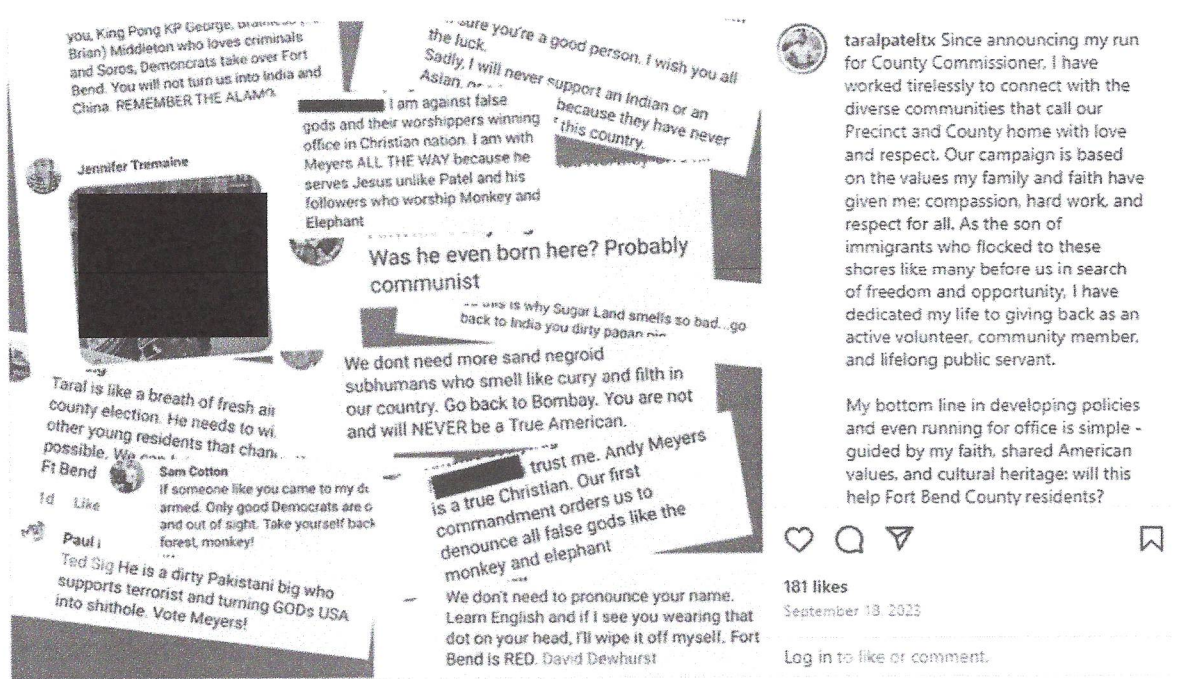 you, King Pong KP George,
Brian) Middleton who loves criminals
and Soros, Demoncrats take over Fort
Bend. You will not turn us into India and
China. REMEMBER THE ALAMO.
sure you're a good person. I wish you all
the luck.
Sadly, I will never support an Indian or an
Asian,
because they have never
this country.
I am against false
gods and their worshippers winning
office in Christian nation. I am with
Meyers ALL THE WAY because he
serves Jesus unlike Patel and his
followers who worship Monkey and
Elephant
Jennifer Tremaine
Was he even born here? Probably
communist
is why Sugar Land smells so bad...go
back to India you dirty pagan pig
We dont need more sand negroid
subhumans who smell like curry and filth in
our country. Go back to Bombay. You are not
and will NEVER be a True American.
Taral is like a breath of fresh air
county election. He needs to wi
other young residents that chan
possible. We can
Ft Bend
1d Like
Sam Cotton
If someone like you came to my d
armed. Only good Democrats are o
and out of sight. Take yourself back
forest, monkey!
trust me. Andy Meyers
is a true Christian. Our first
commandment orders us to
denounce all false gods like the
monkey and elephant
Paul
Ted Sig He is a dirty Pakistani big who
supports terrorist and turning GODs USA
into shithole. Vote Meyers!
We don't need to pronounce your name.
Learn English and if I see you wearing that
dot on your head, I'll wipe it off myself. Fort
Bend is RED. David Dewhurst
taralpateltx Since announcing my run
for County Commissioner, I have
worked tirelessly to connect with the
diverse communities that call our
Precinct and County home with love
and respect. Our campaign is based
on the values my family and faith have
given me: compassion, hard work, and
respect for all. As the son of
immigrants who flocked to these
shores like many before us in search
of freedom and opportunity, I have
dedicated my life to giving back as an
active volunteer, community member,
and lifelong public servant.
My bottom line in developing policies
and even running for office is simple -
guided by my faith, shared American
values, and cultural heritage: will this
help Fort Bend County residents?
181 likes
September 18, 2023
Log in to like or comment.